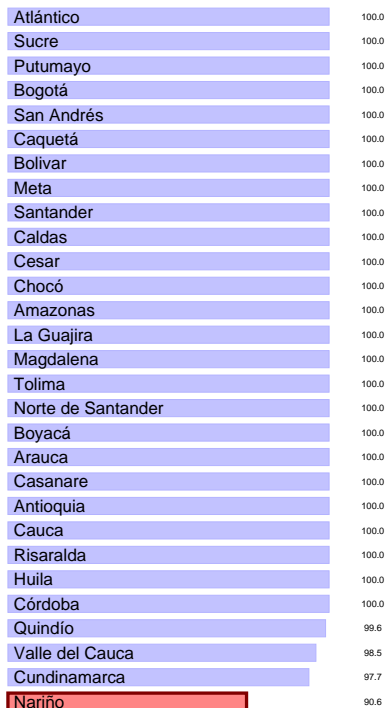 Atlántico 100.0
Sucre 100.0
Putumayo 100.0
Bogotá 100.0
San Andrés 100.0
Caquetá 100.0
Bolivar 100.0
Meta 100.0
Santander 100.0
Caldas 100.0
Cesar 100.0
Chocó 100.0
Amazonas 100.0
La Guajira 100.0
Magdalena 100.0
Tolima 100.0
Norte de Santander 100.0
Boyacá 100.0
Arauca 100.0
Casanare 100.0
Antioquia 100.0
Cauca 100.0
Risaralda 100.0
Huila 100.0
Córdoba 100.0
Quindío 99.6
Valle del Cauca 98.5
Cundinamarca 97.7
Nariño 90.6